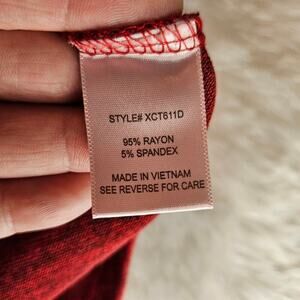 STYLE# XCT611D
95% RAYON
5% SPANDEX
MADE IN VIETNAM
SEE REVERSE FOR CARE